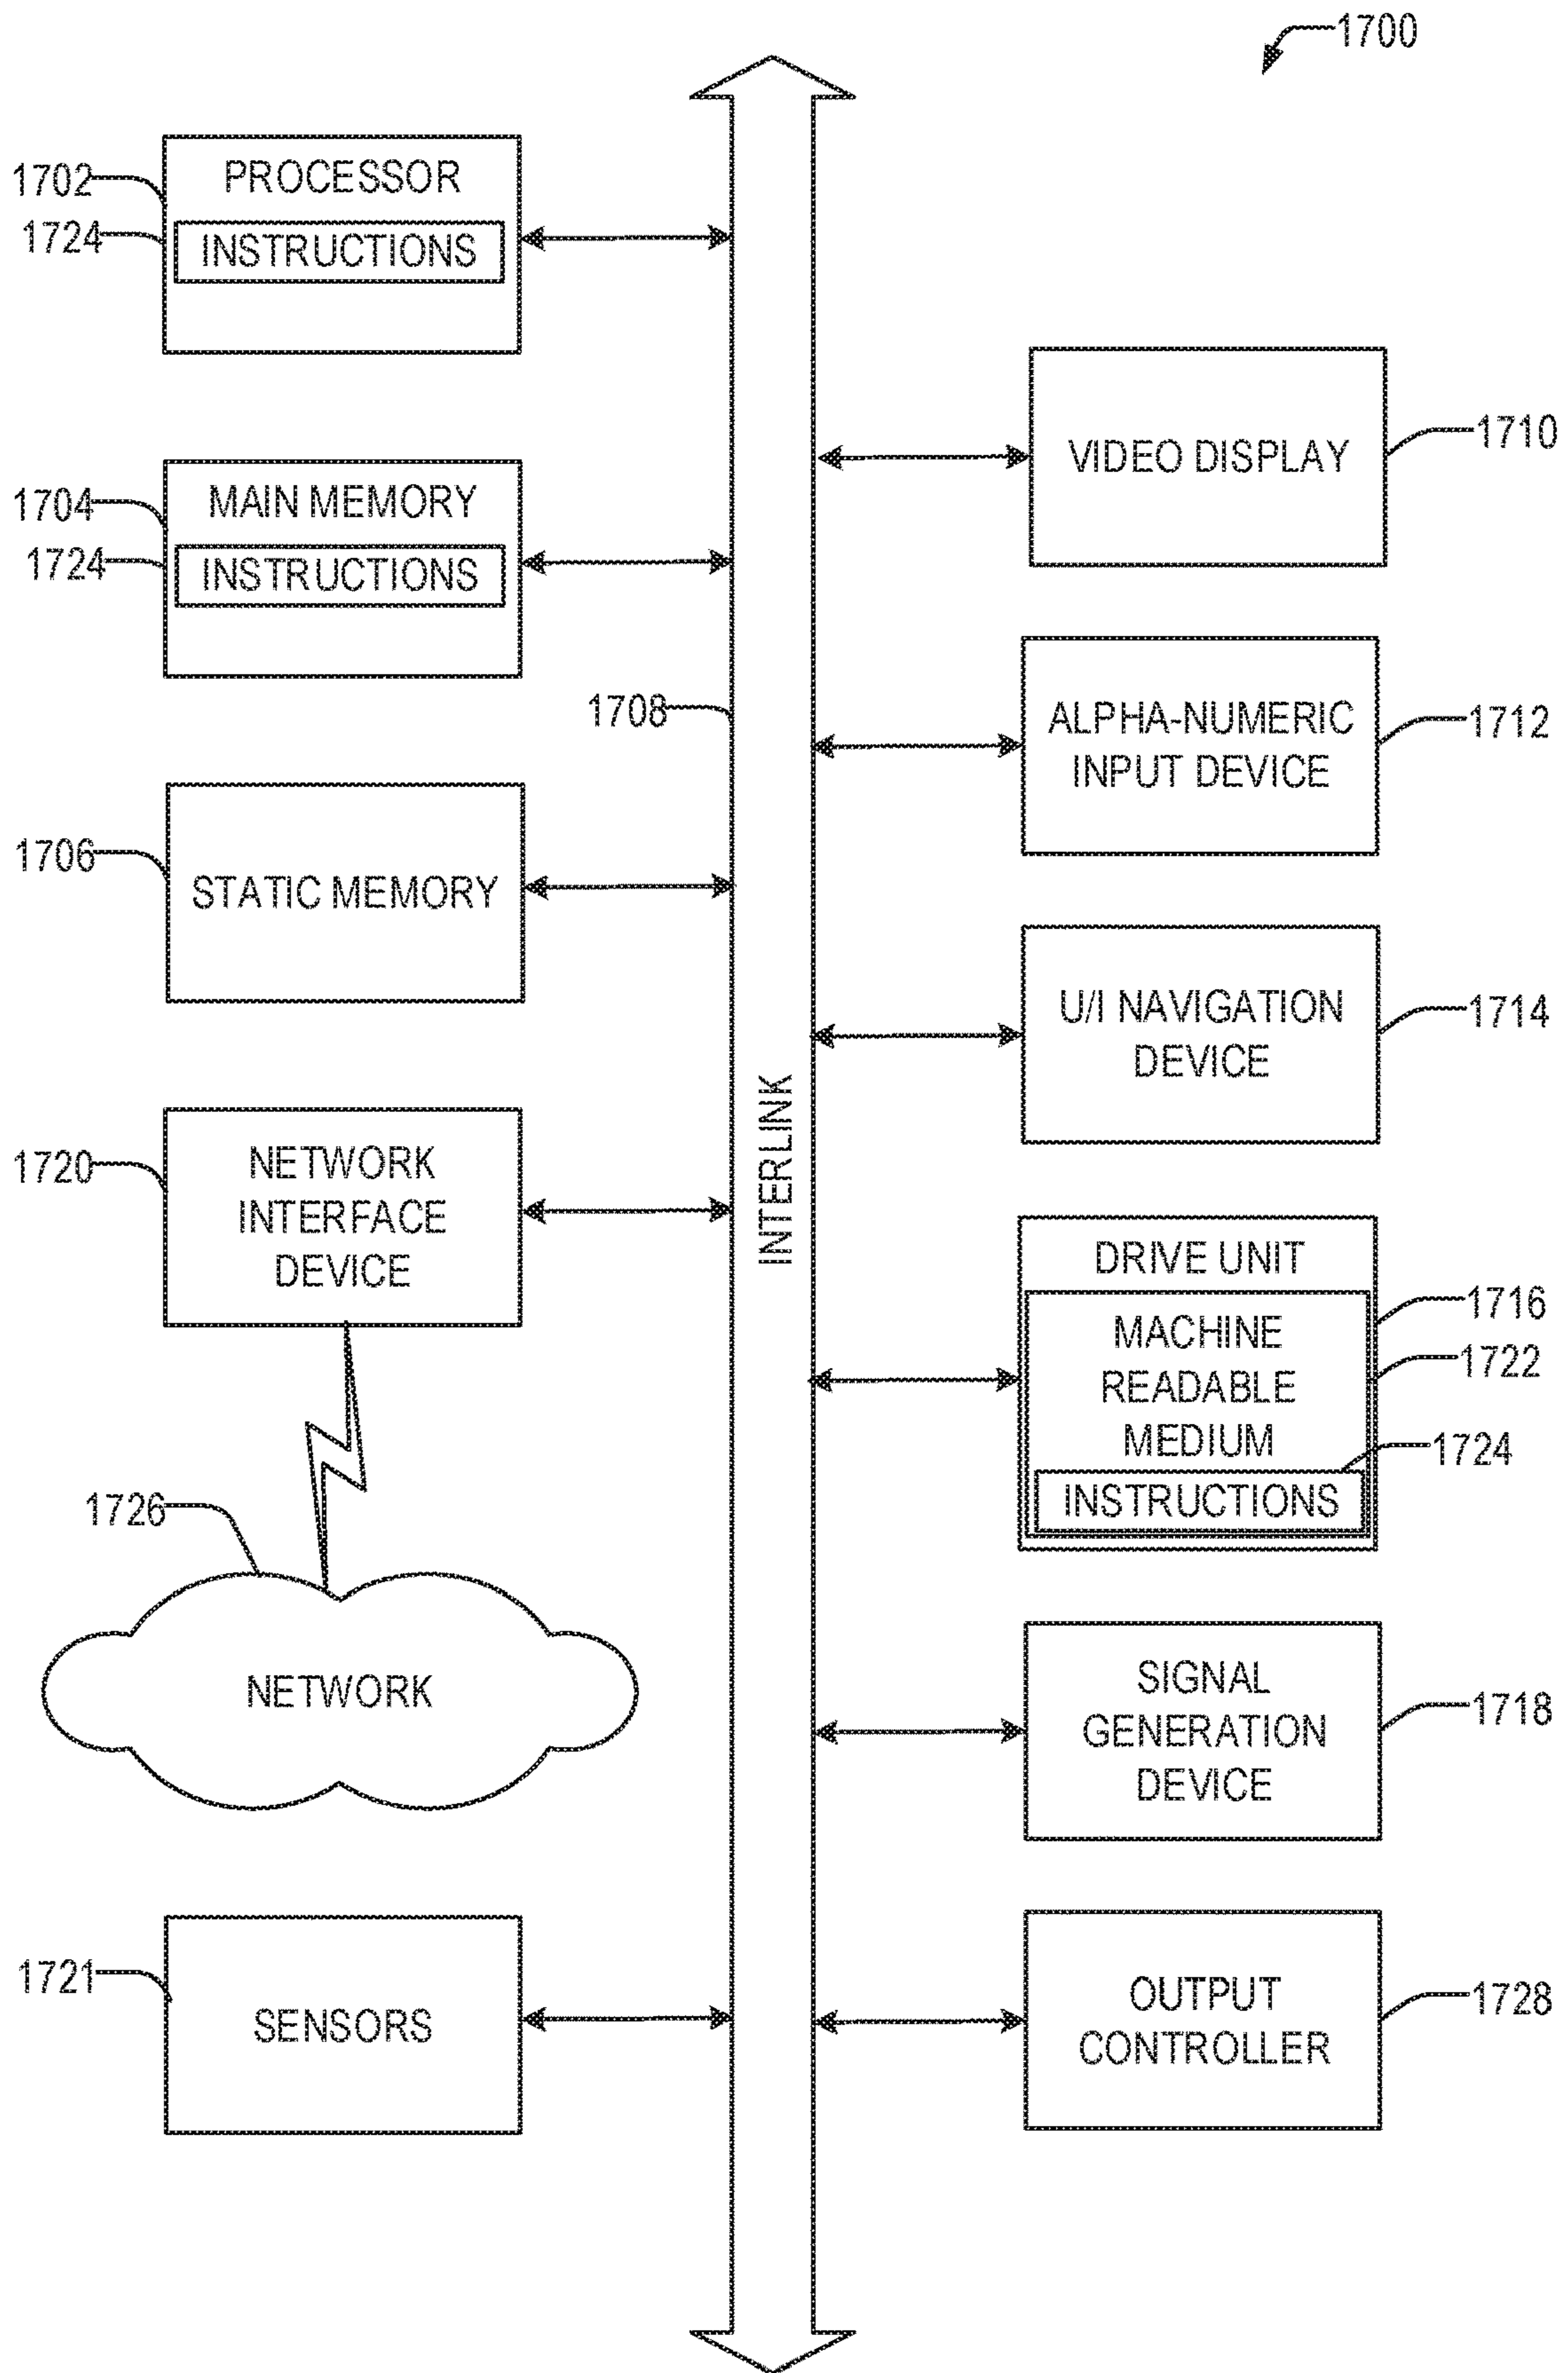 1700
1702
PROCESSOR
1724
INSTRUCTIONS
1704
MAIN MEMORY
1724
INSTRUCTIONS
1708
1706
STATIC MEMORY
1720
NETWORK
INTERFACE
DEVICE
1726
NETWORK
1721
SENSORS
INTERLINK
VIDEO DISPLAY
1710
ALPHA-NUMERIC
INPUT DEVICE
1712
U/I NAVIGATION
DEVICE
1714
DRIVE UNIT
1716
MACHINE
READABLE
MEDIUM
1722
1724
INSTRUCTIONS
SIGNAL
GENERATION
DEVICE
1718
OUTPUT
CONTROLLER
1728